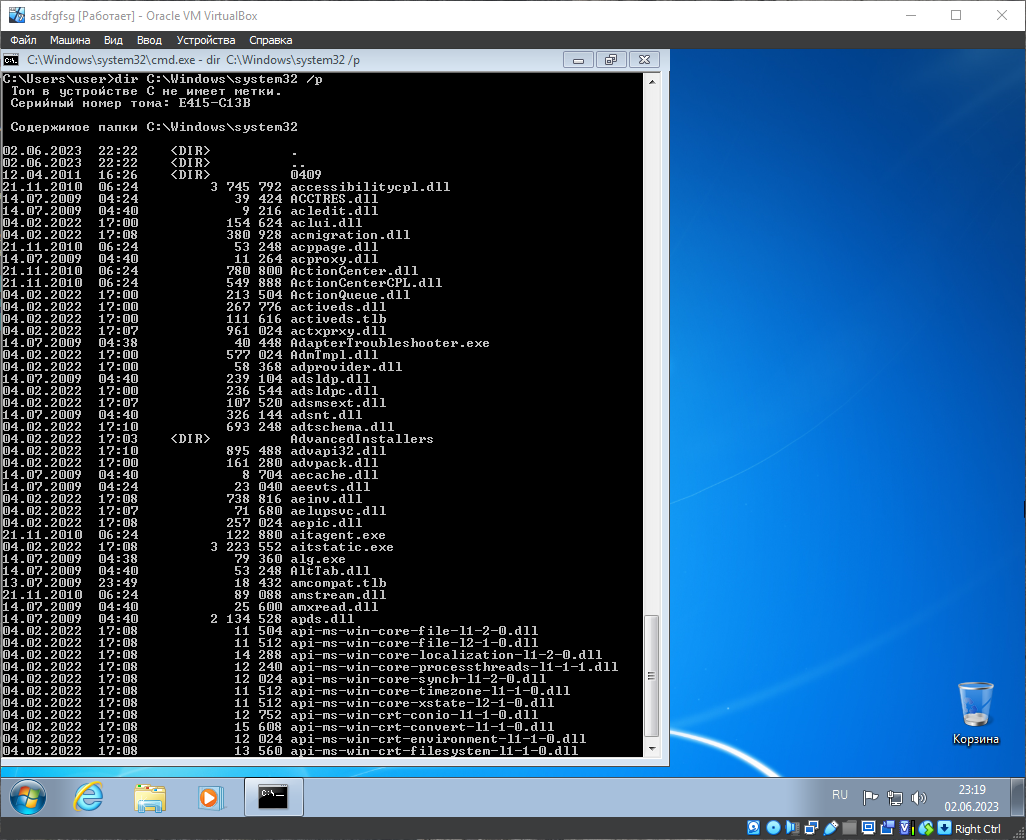 asdfgfsg [Работает] - Oracle VM VirtualBox
Файл Машина Вид Ввод Устройства Справка
C:\Windows\system32\cmd.exe - dir C:\Windows\system32 /p
C:\Users\user>dir C:\Windows\system32 /p
Том в устройстве C не имеет метки.
Серийный номер тома: E415-C13B
Содержимое папки C:\Windows\system32
02.06.2023 22:22 <DIR> .
02.06.2023 22:22 <DIR> ..
12.04.2011 16:26 <DIR> 0409
21.11.2010 06:24 3 745 792 accessibilitycpl.dll
14.07.2009 04:24 39 424 ACCTRES.dll
14.07.2009 04:40 9 216 acledit.dll
04.02.2022 17:00 154 624 aclui.dll
04.02.2022 17:08 380 928 acmigration.dll
21.11.2010 06:24 53 248 acppage.dll
14.07.2009 04:40 11 264 acproxy.dll
21.11.2010 06:24 780 800 ActionCenter.dll
21.11.2010 06:24 549 888 ActionCenterCPL.dll
04.02.2022 17:00 213 504 ActionQueue.dll
04.02.2022 17:00 267 776 activeds.dll
04.02.2022 17:00 111 616 activeds.tlb
04.02.2022 17:07 961 024 actxprxy.dll
14.07.2009 04:38 40 448 AdapterTroubleshooter.exe
04.02.2022 17:00 577 024 AdmTmpl.dll
04.02.2022 17:00 58 368 adprovider.dll
14.07.2009 04:40 239 104 adsldp.dll
04.02.2022 17:00 236 544 adsldpc.dll
04.02.2022 17:07 107 520 adsmsext.dll
14.07.2009 04:40 326 144 adsnt.dll
04.02.2022 17:10 693 248 adtschema.dll
04.02.2022 17:03 <DIR> AdvancedInstallers
04.02.2022 17:10 895 488 advapi32.dll
04.02.2022 17:00 161 280 advpack.dll
14.07.2009 04:40 8 704 aecache.dll
14.07.2009 04:24 23 040 aeevts.dll
04.02.2022 17:08 738 816 aeinv.dll
04.02.2022 17:07 71 680 aelupsvc.dll
04.02.2022 17:08 257 024 aepic.dll
21.11.2010 06:24 122 880 aitagent.exe
04.02.2022 17:08 3 223 552 aitstatic.exe
14.07.2009 04:38 79 360 alg.exe
14.07.2009 04:40 53 248 AltTab.dll
13.07.2009 23:49 18 432 amcompat.tlb
21.11.2010 06:24 89 088 amstream.dll
14.07.2009 04:40 25 600 amxread.dll
14.07.2009 04:40 2 134 528 apds.dll
04.02.2022 17:08 11 504 api-ms-win-core-file-l1-2-0.dll
04.02.2022 17:08 11 512 api-ms-win-core-file-l2-1-0.dll
04.02.2022 17:08 14 288 api-ms-win-core-localization-l1-2-0.dll
04.02.2022 17:08 12 240 api-ms-win-core-processthreads-l1-1-1.dll
04.02.2022 17:08 12 024 api-ms-win-core-synch-l1-2-0.dll
04.02.2022 17:08 11 512 api-ms-win-core-timezone-l1-1-0.dll
04.02.2022 17:08 11 512 api-ms-win-core-xstate-l2-1-0.dll
04.02.2022 17:08 12 752 api-ms-win-crt-conio-l1-1-0.dll
04.02.2022 17:08 15 608 api-ms-win-crt-convert-l1-1-0.dll
04.02.2022 17:08 12 024 api-ms-win-crt-environment-l1-1-0.dll
04.02.2022 17:08 13 560 api-ms-win-crt-filesystem-l1-1-0.dll
Корзина
RU
23:19
02.06.2023
Right Ctrl